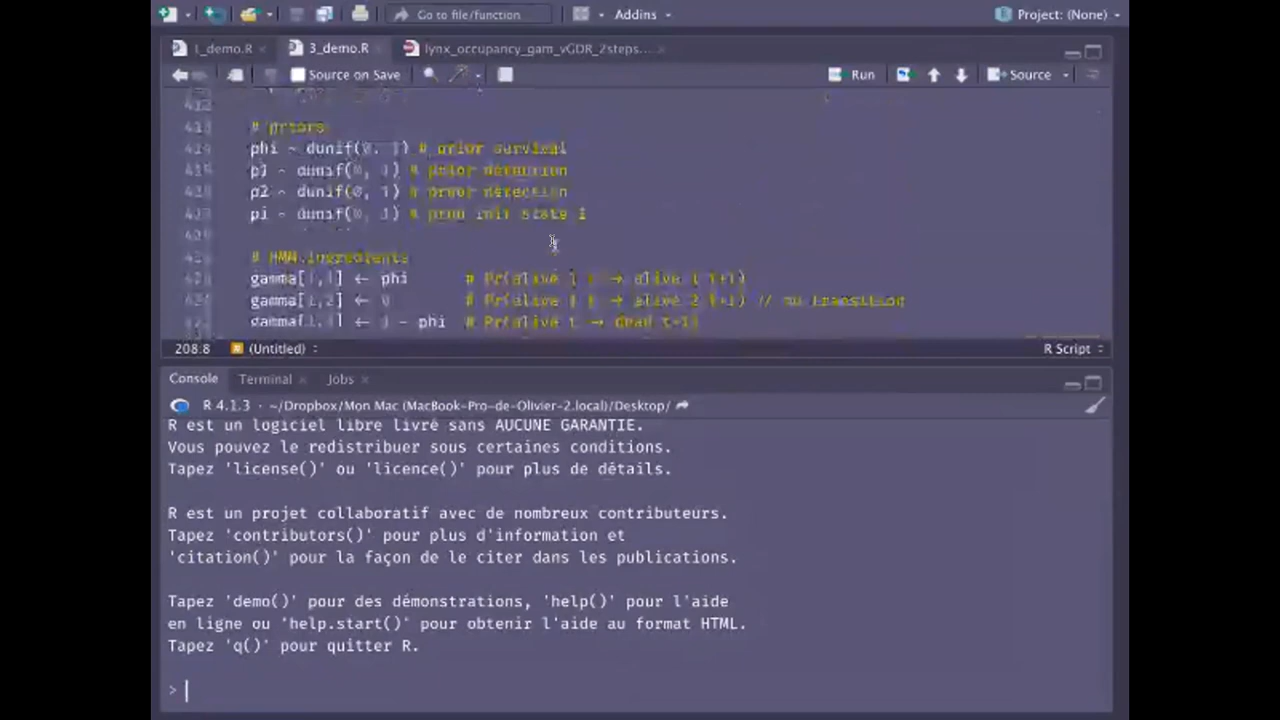 Go to file/function Addins Project: (None)
1_demo.R 3_demo.R lynx_occupancy_gam_vGDR_2steps...
Source on Save Run Source
# priors
phi ~ dunif(0, 1) # prior survival
p1 ~ dunif(0, 1) # prior detection
p2 ~ dunif(0, 1) # prior detection
pi ~ dunif(0, 1) # prob init state 1
# HMM ingredients
gamma[1,1] <- phi # Pr(alive 1 t -> alive 1 t+1)
gamma[1,2] <- 0 # Pr(alive 1 t -> alive 2 t+1) // no transition
gamma[1,3] <- 1 - phi # Pr(alive t -> dead t+1)
208:8 (Untitled) R Script
Console Terminal Jobs
R 4.1.3 · ~/Dropbox/Mon Mac (MacBook-Pro-de-Olivier-2.local)/Desktop/
R est un logiciel libre livré sans AUCUNE GARANTIE.
Vous pouvez le redistribuer sous certaines conditions.
Tapez 'license()' ou 'licence()' pour plus de détails.
R est un projet collaboratif avec de nombreux contributeurs.
Tapez 'contributors()' pour plus d'information et
'citation()' pour la façon de le citer dans les publications.
Tapez 'demo()' pour des démonstrations, 'help()' pour l'aide
en ligne ou 'help.start()' pour obtenir l'aide au format HTML.
Tapez 'q()' pour quitter R.
>